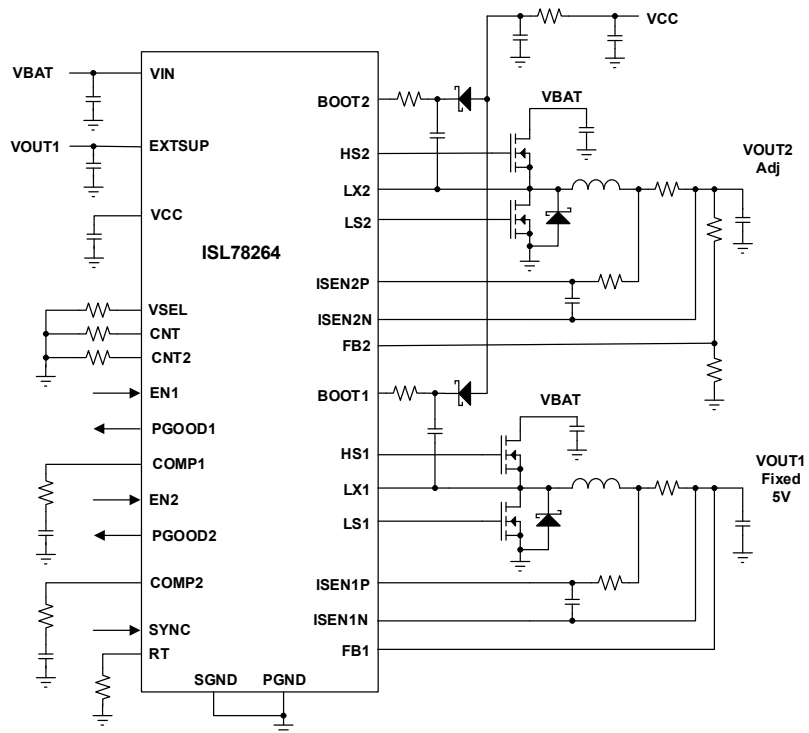 VCC
VBAT
VIN
BOOT2
VBAT
VOUT1
EXTSUP
HS2
VOUT2
Adj
LX2
VCC
LS2
ISL78264
ISEN2P
VSEL
ISEN2N
CNT
FB2
CNT2
EN1
BOOT1
VBAT
PGOOD1
HS1
COMP1
VOUT1
Fixed
5V
LX1
EN2
LS1
PGOOD2
COMP2
ISEN1P
ISEN1N
SYNC
FB1
RT
SGND
PGND